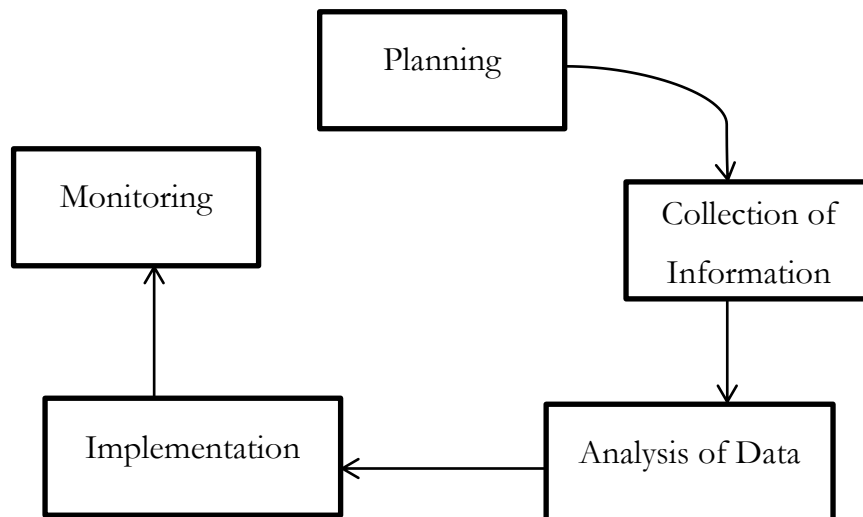 Planning
Monitoring
Collection of
Information
Implementation
Analysis of Data